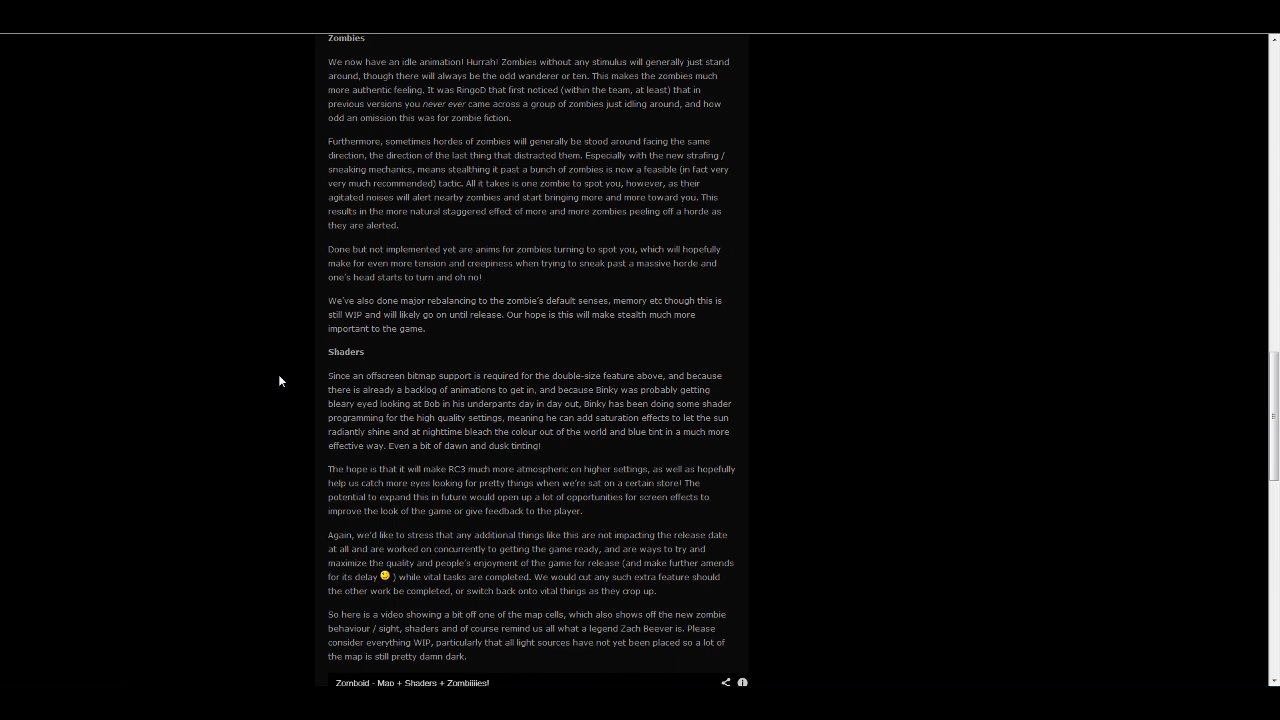 Zombies
We now have an idle animation! Hurrah! Zombies without any stimulus will generally just stand
around, though there will always be the odd wanderer or ten. This makes the zombies much
more authentic feeling. It was RingoD that first noticed (within the team, at least) that in
previous versions you never ever came across a group of zombies just idling around, and how
odd an omission this was for zombie fiction.
Furthermore, sometimes hordes of zombies will generally be stood around facing the same
direction, the direction of the last thing that distracted them. Especially with the new strafing /
sneaking mechanics, means stealthing it past a bunch of zombies is now a feasible (in fact very
very much recommended) tactic. All it takes is one zombie to spot you, however, as their
agitated noises will alert nearby zombies and start bringing more and more toward you. This
results in the more natural staggered effect of more and more zombies peeling off a horde as
they are alerted.
Done but not implemented yet are anims for zombies turning to spot you, which will hopefully
make for even more tension and creepiness when trying to sneak past a massive horde and
one's head starts to turn and oh no!
We've also done major rebalancing to the zombie's default senses, memory etc though this is
still WIP and will likely go on until release. Our hope is this will make stealth much more
important to the game.
Shaders
Since an offscreen bitmap support is required for the double-size feature above, and because
there is already a backlog of animations to get in, and because Binky was probably getting
bleary eyed looking at Bob in his underpants day in day out, Binky has been doing some shader
programming for the high quality settings, meaning he can add saturation effects to let the sun
radiantly shine and at nighttime bleach the colour out of the world and blue tint in a much more
effective way. Even a bit of dawn and dusk tinting!
The hope is that it will make RC3 much more atmospheric on higher settings, as well as hopefully
help us catch more eyes looking for pretty things when we're sat on a certain store! The
potential to expand this in future would open up a lot of opportunities for screen effects to
improve the look of the game or give feedback to the player.
Again, we'd like to stress that any additional things like this are not impacting the release date
at all and are worked on concurrently to getting the game ready, and are ways to try and
maximize the quality and people's enjoyment of the game for release (and make further amends
for its delay ) while vital tasks are completed. We would cut any such extra feature should
the other work be completed, or switch back onto vital things as they crop up.
So here is a video showing a bit off one of the map cells, which also shows off the new zombie
behaviour / sight, shaders and of course remind us all what a legend Zach Beever is. Please
consider everything WIP, particularly that all light sources have not yet been placed so a lot of
the map is still pretty damn dark.
Zomboid - Map + Shaders + Zombiiiies!